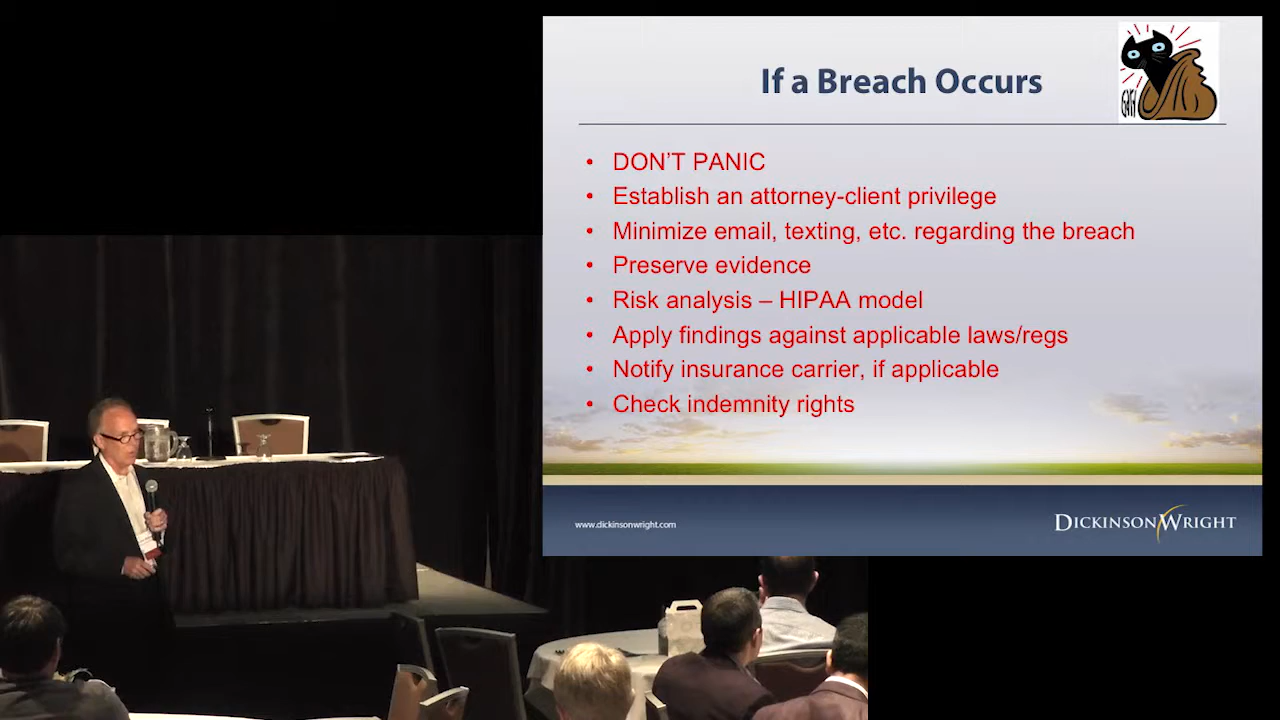 If a Breach Occurs
• DON'T PANIC
• Establish an attorney-client privilege
• Minimize email, texting, etc. regarding the breach
• Preserve evidence
• Risk analysis – HIPAA model
• Apply findings against applicable laws/regs
• Notify insurance carrier, if applicable
• Check indemnity rights
www.dickinsonwright.com
DICKINSON WRIGHT